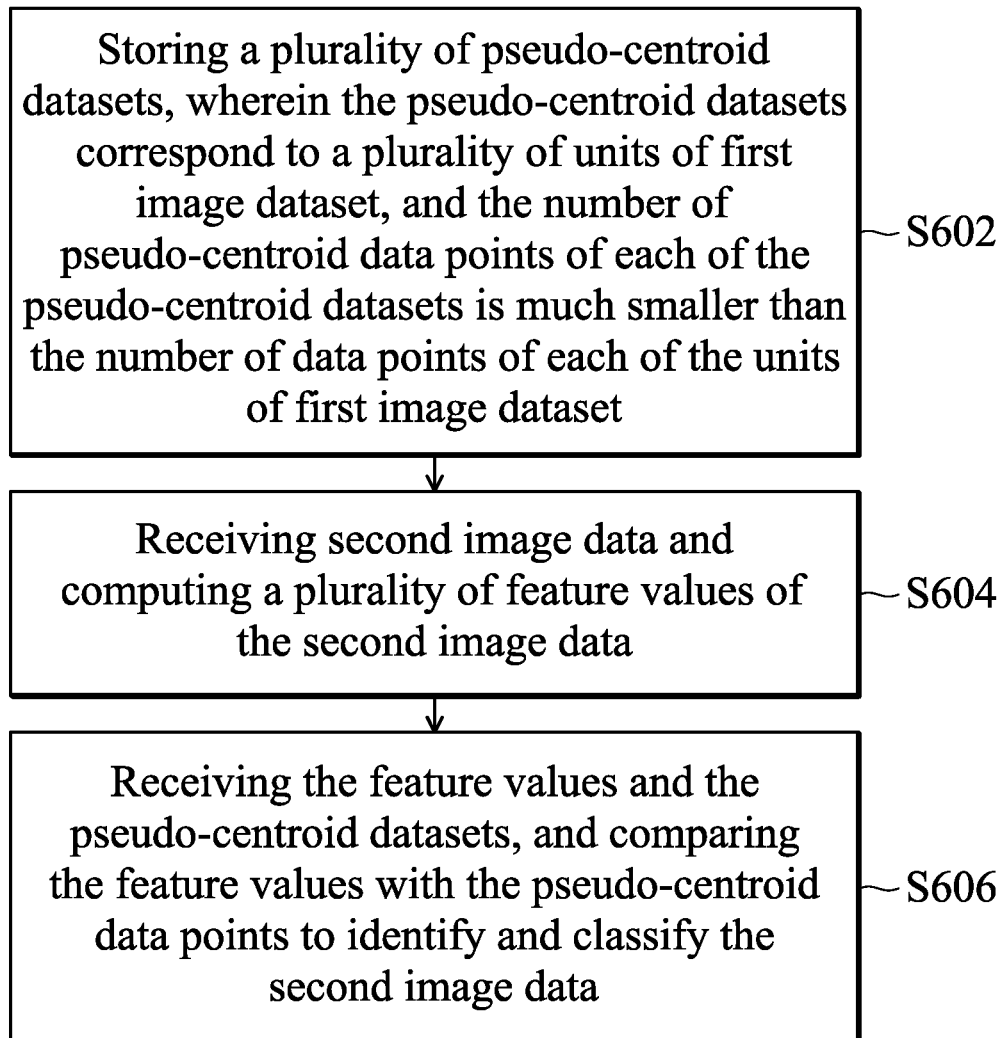 Storing a plurality of pseudo-centroid
datasets, wherein the pseudo-centroid datasets
correspond to a plurality of units of first
image dataset, and the number of
pseudo-centroid data points of each of the
pseudo-centroid datasets is much smaller than
the number of data points of each of the units
of first image dataset
S602
Receiving second image data and
computing a plurality of feature values of
the second image data
S604
Receiving the feature values and the
pseudo-centroid datasets, and comparing
the feature values with the pseudo-centroid
data points to identify and classify the
second image data
S606